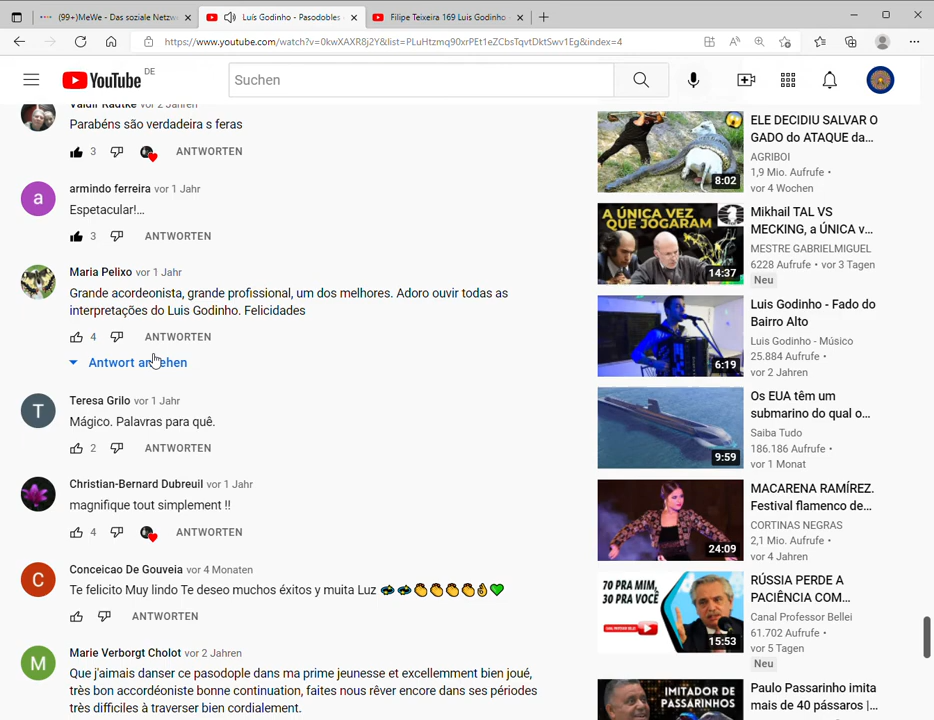 (99+)MeWe - Das soziale Netzw
Luís Godinho - Pasodobles
Filipe Teixeira 169 Luis Godinho
https://www.youtube.com/watch?v=0kwXAXR8j2Y&list=PLuHtzmq90xrPEt1eZCbsTqvtDktSwv1Eg&index=4
YouTube DE
Suchen
Valdir Radtke vor 2 Jahren
Parabéns são verdadeira s feras
3 ANTWORTEN
a
armindo ferreira vor 1 Jahr
Espetacular!...
3 ANTWORTEN
Maria Pelixo vor 1 Jahr
Grande acordeonista, grande profissional, um dos melhores. Adoro ouvir todas as
interpretações do Luis Godinho. Felicidades
4 ANTWORTEN
Antwort ansehen
T
Teresa Grilo vor 1 Jahr
Mágico. Palavras para quê.
2 ANTWORTEN
Christian-Bernard Dubreuil vor 1 Jahr
magnifique tout simplement !!
4 ANTWORTEN
C
Conceicao De Gouveia vor 4 Monaten
Te felicito Muy lindo Te deseo muchos éxitos y muita Luz
ANTWORTEN
M
Marie Verborgt Cholot vor 2 Jahren
Que j'aimais danser ce pasodople dans ma prime jeunesse et excellemment bien joué,
très bon accordéoniste bonne continuation, faites nous rêver encore dans ses périodes
très difficiles à traverser bien cordialement.
8:02
ELE DECIDIU SALVAR O
GADO do ATAQUE da...
AGRIBOI
1,9 Mio. Aufrufe •
vor 4 Wochen
A ÚNICA VEZ
QUE JOGARAM
14:37
Mikhail TAL VS
MECKING, a ÚNICA v...
MESTRE GABRIELMIGUEL
6228 Aufrufe • vor 3 Tagen
Neu
6:19
Luis Godinho - Fado do
Bairro Alto
Luis Godinho - Músico
25.884 Aufrufe •
vor 2 Jahren
9:59
Os EUA têm um
submarino do qual o...
Saiba Tudo
186.186 Aufrufe •
vor 1 Monat
24:09
MACARENA RAMÍREZ.
Festival flamenco de...
CORTINAS NEGRAS
2,1 Mio. Aufrufe •
vor 4 Jahren
70 PRA MIM,
30 PRA VOCÊ
15:53
RÚSSIA PERDE A
PACIÊNCIA COM...
Canal Professor Bellei
61.702 Aufrufe •
vor 5 Tagen
Neu
IMITADOR DE
PASSARINHOS
Paulo Passarinho imita
mais de 40 pássaros |...